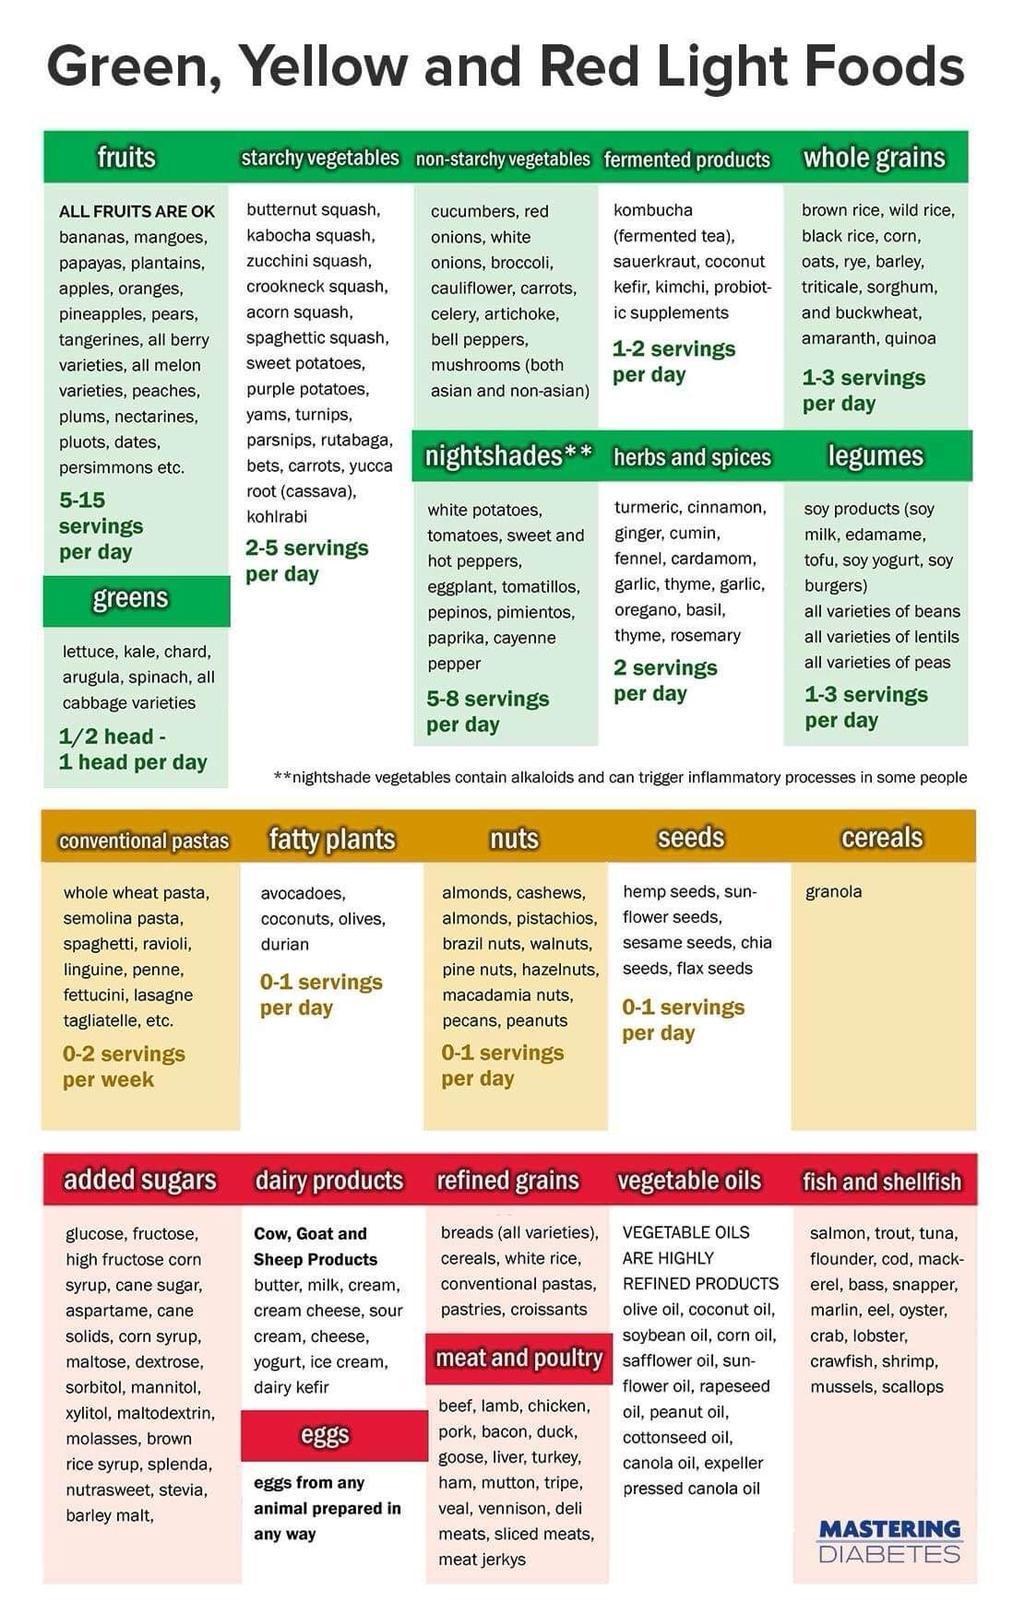 Green, Yellow and Red Light Foods
fruits
ALL FRUITS ARE OK
bananas, mangoes,
papayas, plantains,
apples, oranges,
pineapples, pears,
tangerines, all berry
varieties, all melon
varieties, peaches,
plums, nectarines,
pluots, dates,
persimmons etc.
5-15
servings
per day
greens
lettuce, kale, chard,
arugula, spinach, all
cabbage varieties
1/2 head -
1 head per day
starchy vegetables
butternut squash,
kabocha squash,
zucchini squash,
crookneck squash,
acorn squash,
spaghettic squash,
sweet potatoes,
purple potatoes,
yams, turnips,
parsnips, rutabaga,
bets, carrots, yucca
root (cassava),
kohlrabi
2-5 servings
per day
non-starchy vegetables
cucumbers, red
onions, white
onions, broccoli,
cauliflower, carrots,
celery, artichoke,
bell peppers,
mushrooms (both
asian and non-asian)
nightshades**
white potatoes,
tomatoes, sweet and
hot peppers,
eggplant, tomatillos,
pepinos, pimientos,
paprika, cayenne
pepper
5-8 servings
per day
fermented products
kombucha
(fermented tea),
sauerkraut, coconut
kefir, kimchi, probiot-
ic supplements
1-2 servings
per day
herbs and spices
turmeric, cinnamon,
ginger, cumin,
fennel, cardamom,
garlic, thyme, garlic,
oregano, basil,
thyme, rosemary
2 servings
per day
whole grains
brown rice, wild rice,
black rice, corn,
oats, rye, barley,
triticale, sorghum,
and buckwheat,
amaranth, quinoa
1-3 servings
per day
legumes
soy products (soy
milk, edamame,
tofu, soy yogurt, soy
burgers)
all varieties of beans
all varieties of lentils
all varieties of peas
1-3 servings
per day
**nightshade vegetables contain alkaloids and can trigger inflammatory processes in some people
conventional pastas
whole wheat pasta,
semolina pasta,
spaghetti, ravioli,
linguine, penne,
fettucini, lasagne
tagliatelle, etc.
0-2 servings
per week
fatty plants
avocadoes,
coconuts, olives,
durian
0-1 servings
per day
nuts
almonds, cashews,
almonds, pistachios,
brazil nuts, walnuts,
pine nuts, hazelnuts,
macadamia nuts,
pecans, peanuts
0-1 servings
per day
seeds
hemp seeds, sun-
flower seeds,
sesame seeds, chia
seeds, flax seeds
0-1 servings
per day
cereals
granola
added sugars
glucose, fructose,
high fructose corn
syrup, cane sugar,
aspartame, cane
solids, corn syrup,
maltose, dextrose,
sorbitol, mannitol,
xylitol, maltodextrin,
molasses, brown
rice syrup, splenda,
nutrasweet, stevia,
barley malt,
dairy products
Cow, Goat and
Sheep Products
butter, milk, cream,
cream cheese, sour
cream, cheese,
yogurt, ice cream,
dairy kefir
eggs
eggs from any
animal prepared in
any way
refined grains
breads (all varieties),
cereals, white rice,
conventional pastas,
pastries, croissants
meat and poultry
beef, lamb, chicken,
pork, bacon, duck,
goose, liver, turkey,
ham, mutton, tripe,
veal, vennison, deli
meats, sliced meats,
meat jerkys
vegetable oils
VEGETABLE OILS
ARE HIGHLY
REFINED PRODUCTS
olive oil, coconut oil,
soybean oil, corn oil,
safflower oil, sun-
flower oil, rapeseed
oil, peanut oil,
cottonseed oil,
canola oil, expeller
pressed canola oil
fish and shellfish
salmon, trout, tuna,
flounder, cod, mack-
erel, bass, snapper,
marlin, eel, oyster,
crab, lobster,
crawfish, shrimp,
mussels, scallops
MASTERING
DIABETES